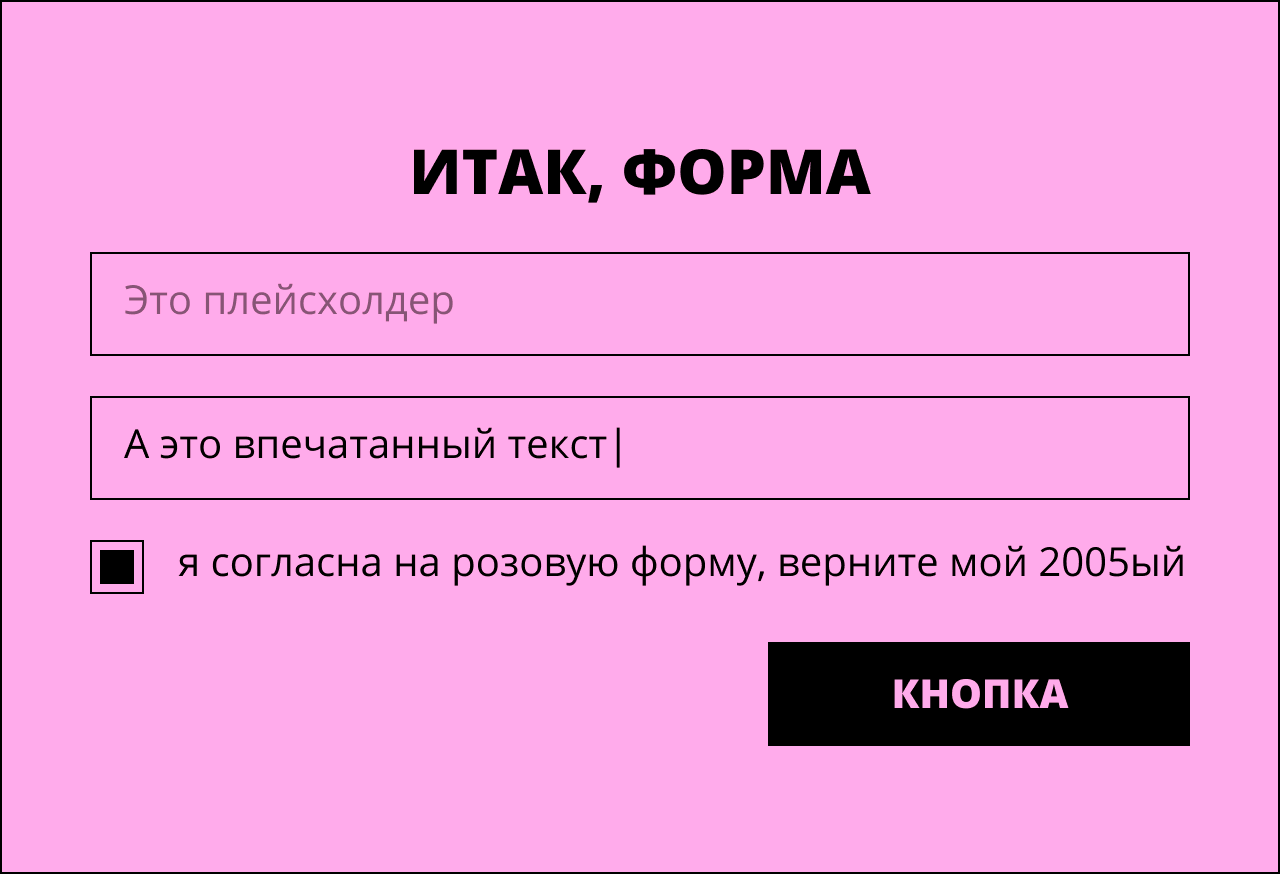 ИТАК, ФОРМА
Это плейсхолдер
А это впечатанный текст|
я согласна на розовую форму, верните мой 2005ый
КНОПКА